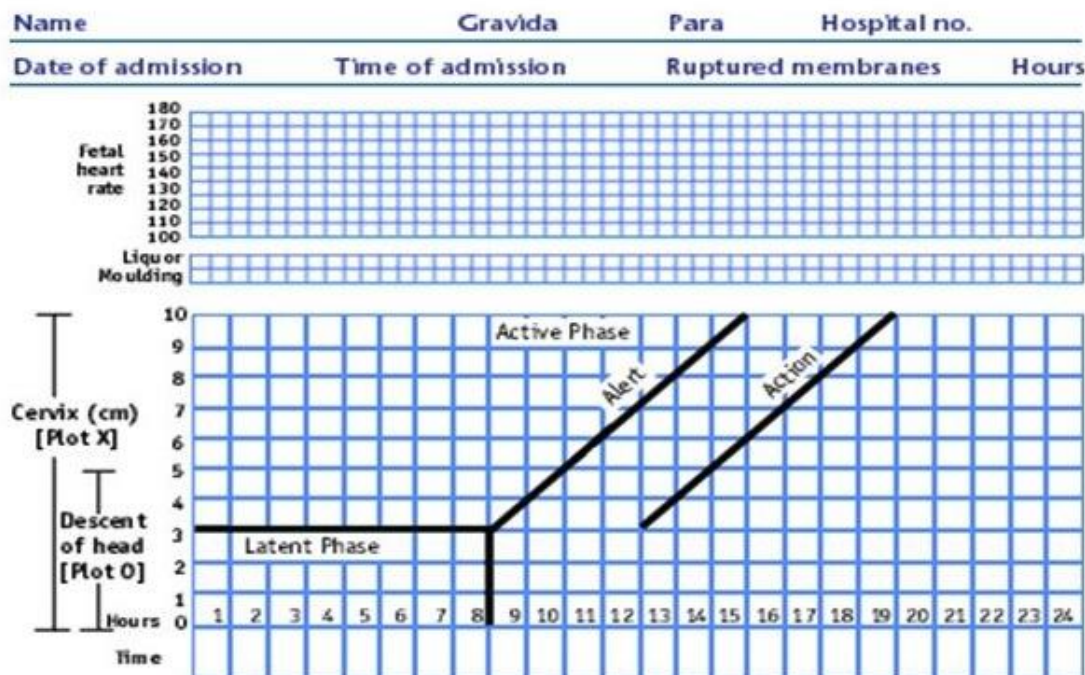 Name Gravida Para Hospital no.
Date of admission Time of admission Ruptured membranes Hours
180
170
160
150
140
130
120
110
100
Fetal
heart
rate
Liquor
Moulding
10
9
8
7
6
5
4
3
2
1
0
Cervix (cm)
[Plot X]
Descent
of head
[Plot O]
Active Phase
Alert
Action
Latent Phase
Hours 1 2 3 4 5 6 7 8 9 10 11 12 13 14 15 16 17 18 19 20 21 22 23 24
Time